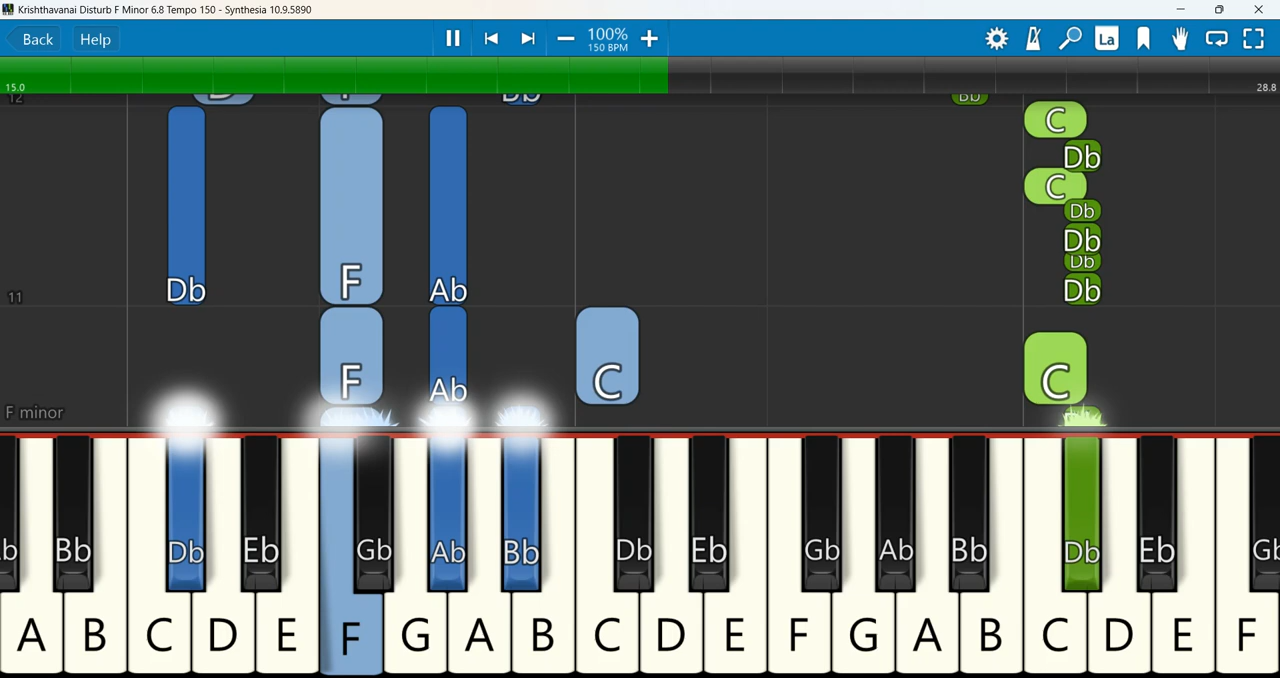 Krishthavanai Disturb F Minor 6.8 Tempo 150 - Synthesia 10.9.5890
Back Help 100% La
150 BPM
15.0 28.8
12 Db Bb
C
Db
C
Db
Db
Db
11 Db F Ab Db
F Ab C C
F minor
Bb Db Eb Gb Ab Bb Db Eb Gb Ab Bb Db Eb
A B C D E F G A B C D E F G A B C D E F